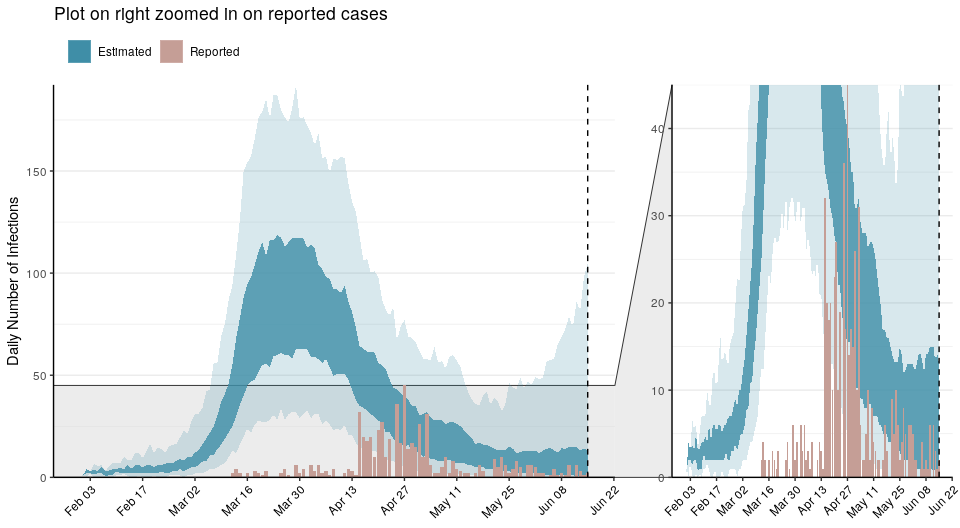 Plot on right zoomed in on reported cases
Estimated Reported
Daily Number of Infections
150
100
50
0
Feb 03 Feb 17 Mar 02 Mar 16 Mar 30 Apr 13 Apr 27 May 11 May 25 Jun 08 Jun 22
40
30
20
10
0
Feb 03 Feb 17 Mar 02 Mar 16 Mar 30 Apr 13 Apr 27 May 11 May 25 Jun 08 Jun 22